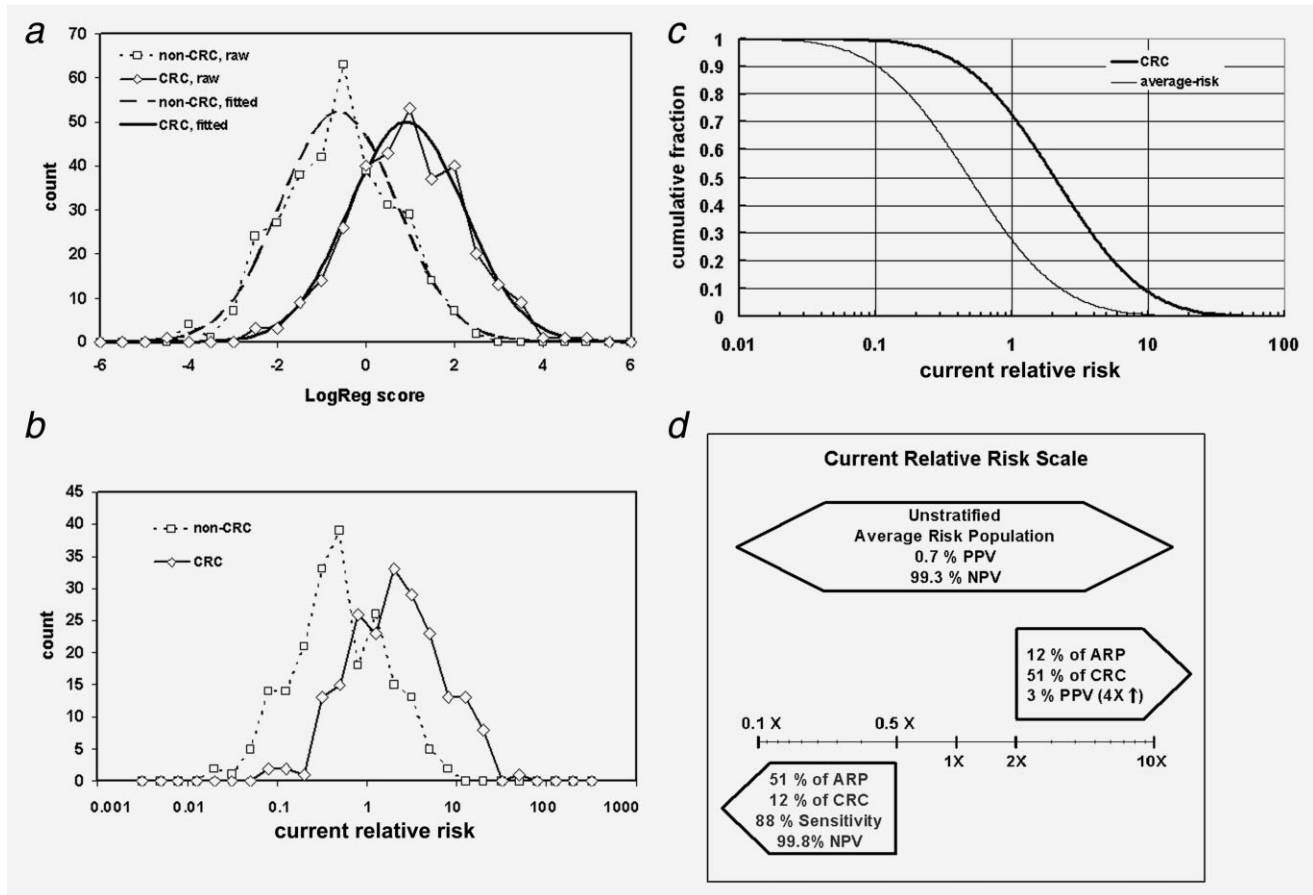 a
70
60
50
40
30
20
10
0
count
non-CRC, raw
CRC, raw
non-CRC, fitted
CRC, fitted
-6 -4 -2 0 2 4 6
LogReg score
b
45
40
35
30
25
20
15
10
5
0
count
non-CRC
CRC
0.001 0.01 0.1 1 10 100 1000
current relative risk
c
1
0.9
0.8
0.7
0.6
0.5
0.4
0.3
0.2
0.1
0
cumulative fraction
CRC
average-risk
0.01 0.1 1 10 100
current relative risk
d
Current Relative Risk Scale
Unstratified
Average Risk Population
0.7 % PPV
99.3 % NPV
12 % of ARP
51 % of CRC
3 % PPV (4X ↑)
0.1 X 0.5 X
1X 2X 10X
51 % of ARP
12 % of CRC
88 % Sensitivity
99.8% NPV